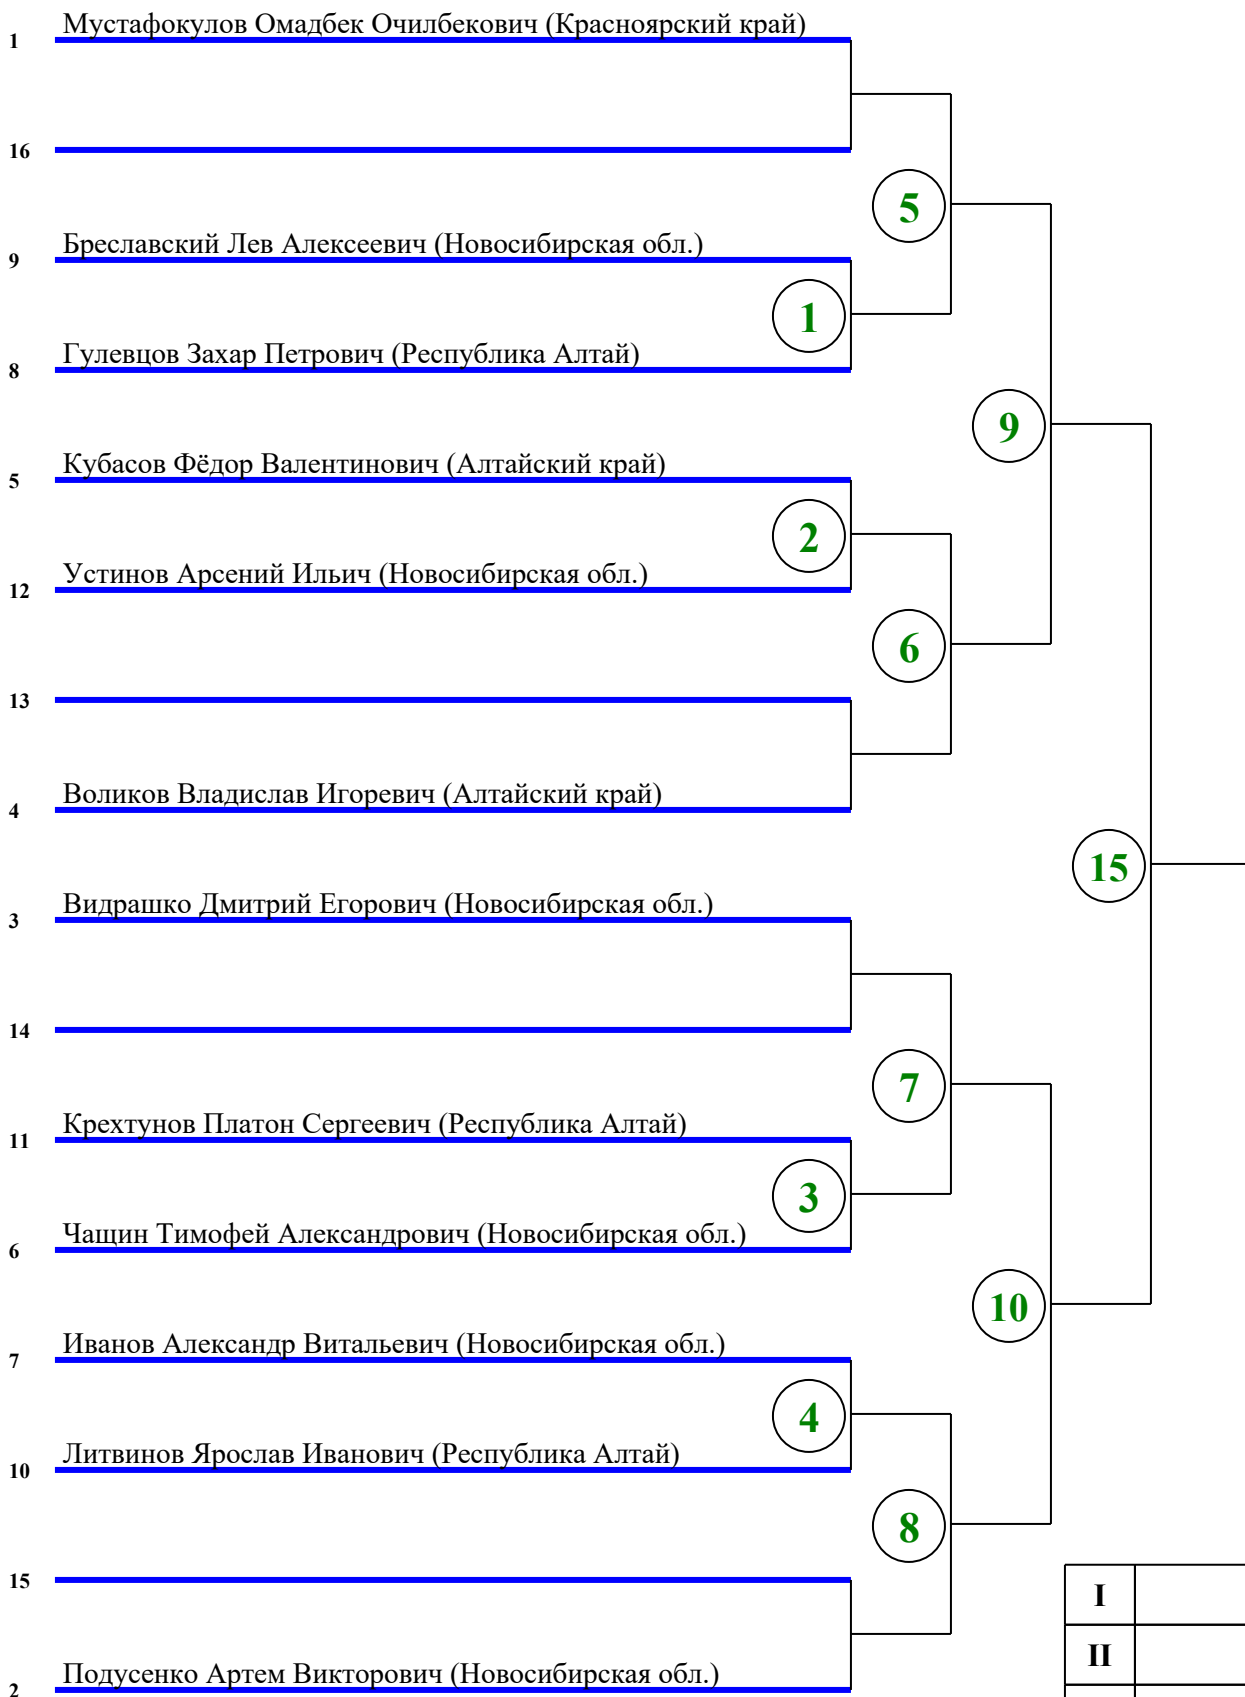 Мустафокулов Омадбек Очилбекович (Красноярский край)
1
16
5
Бреславский Лев Алексеевич (Новосибирская обл.)
9
1
Гулевцов Захар Петрович (Республика Алтай)
8
9
Кубасов Фёдор Валентинович (Алтайский край)
5
2
Устинов Арсений Ильич (Новосибирская обл.)
12
6
13
Воликов Владислав Игоревич (Алтайский край)
4
15
Видрашко Дмитрий Егорович (Новосибирская обл.)
3
14
7
Крехтунов Платон Сергеевич (Республика Алтай)
11
3
Чащин Тимофей Александрович (Новосибирская обл.)
6
10
Иванов Александр Витальевич (Новосибирская обл.)
7
4
Литвинов Ярослав Иванович (Республика Алтай)
10
8
15
I
II
Подусенко Артем Викторович (Новосибирская обл.)
2